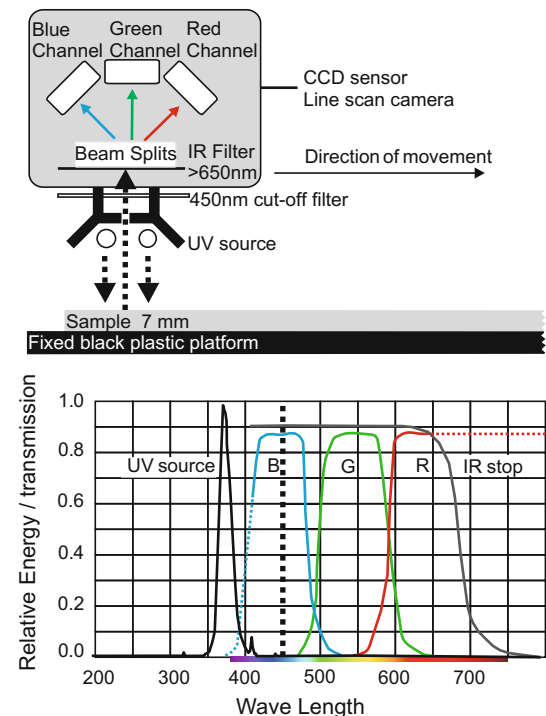 Blue Channel
Green Channel
Red Channel
CCD sensor
Line scan camera
Beam Splits
IR Filter
>650nm
Direction of movement
450nm cut-off filter
UV source
Sample 7 mm
Fixed black plastic platform
Relative Energy / transmission
1.0
0.8
0.6
0.4
0.2
0.0
UV source
B
G
R
IR stop
200 300 400 500 600 700
Wave Length